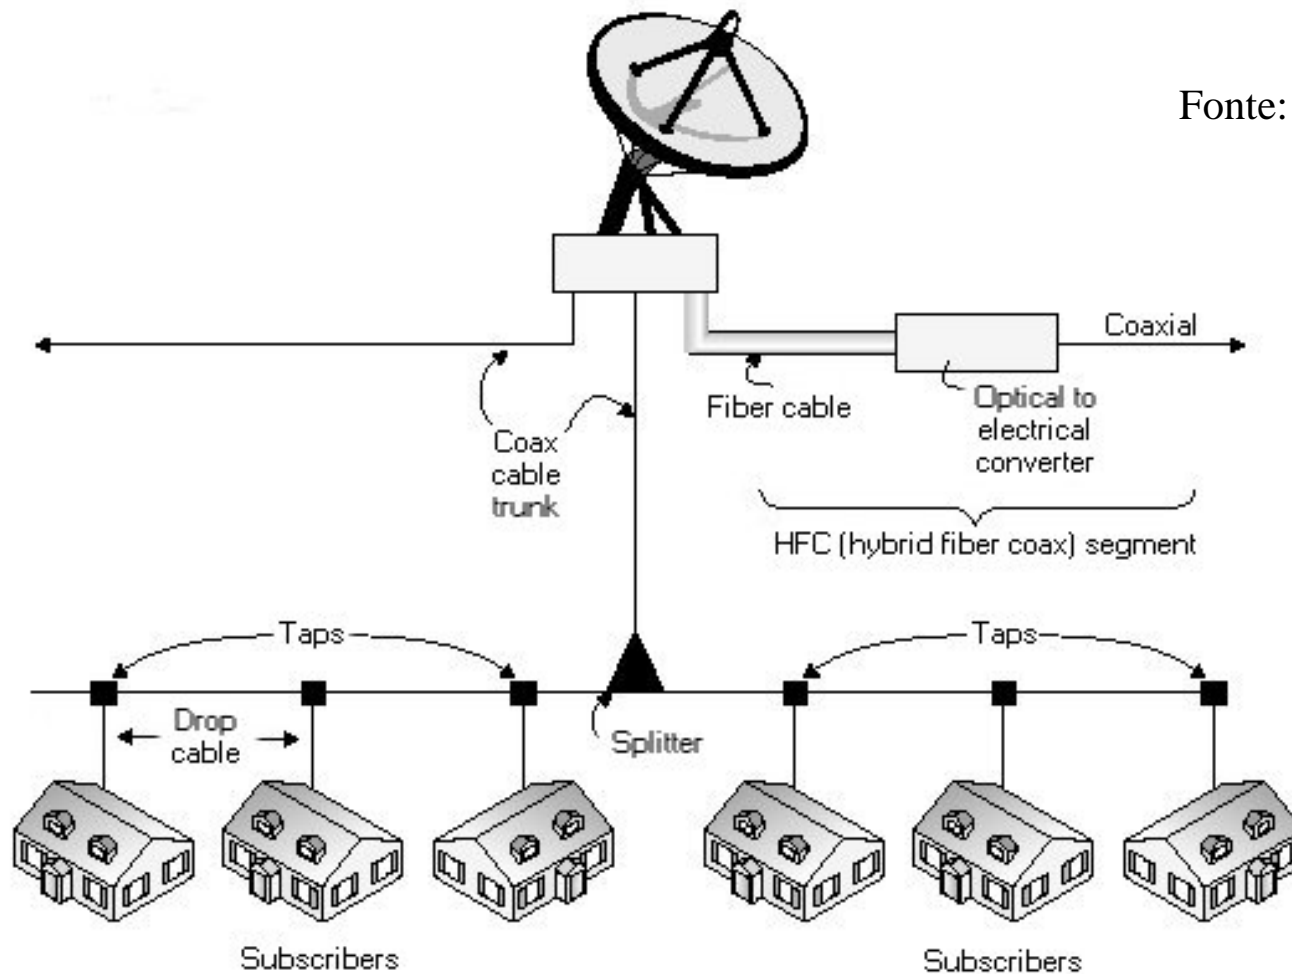 Fonte:
Coaxial
Fiber cable
Optical to
electrical
converter
Coax
cable
trunk
HFC (hybrid fiber coax) segment
Taps
Taps
Drop
cable
Splitter
Subscribers
Subscribers